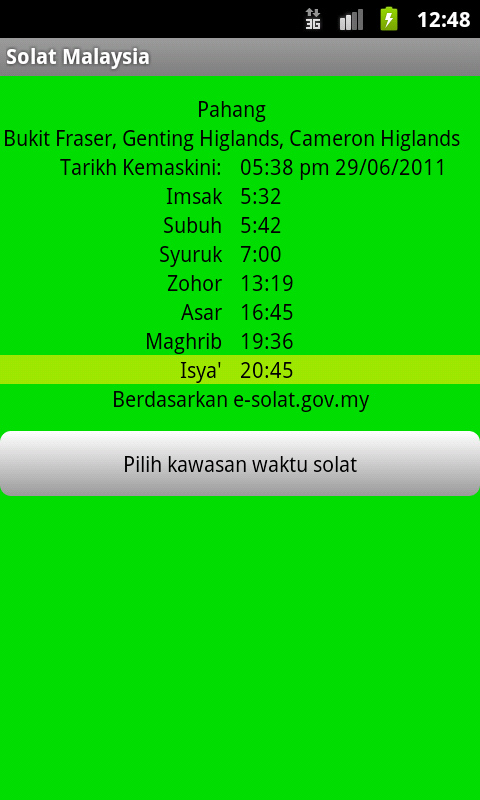 3G 12:48
Solat Malaysia
Pahang
Bukit Fraser, Genting Higlands, Cameron Higlands
Tarikh Kemaskini: 05:38 pm 29/06/2011
Imsak 5:32
Subuh 5:42
Syuruk 7:00
Zohor 13:19
Asar 16:45
Maghrib 19:36
Isya' 20:45
Berdasarkan e-solat.gov.my
Pilih kawasan waktu solat